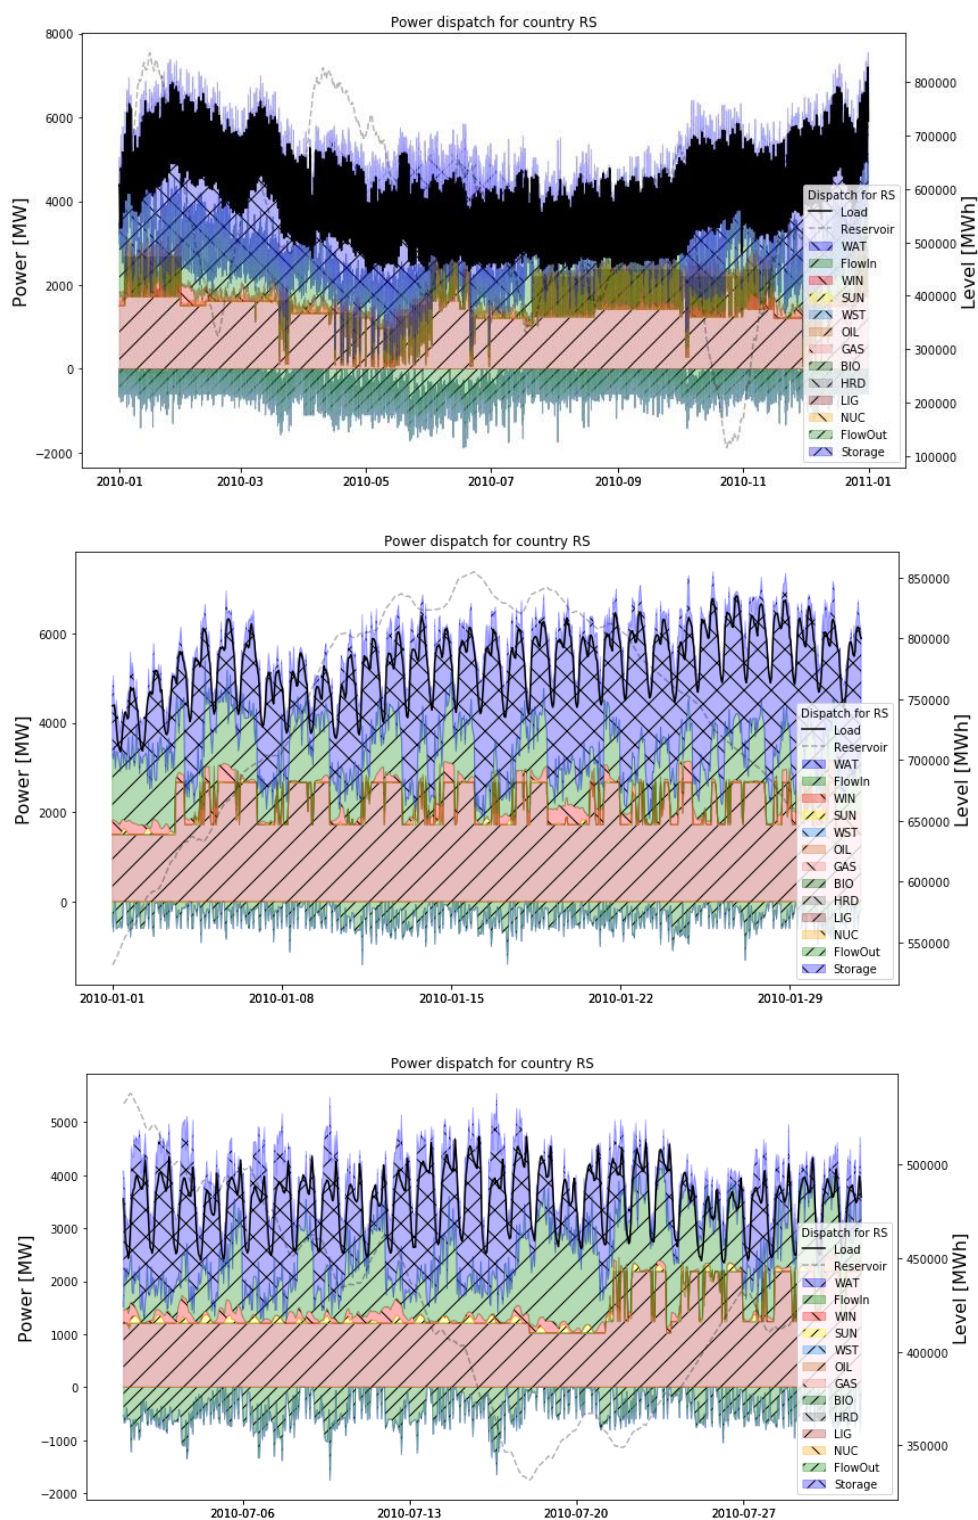 Power dispatch for country RS
8000
6000
4000
2000
0
−2000
Power [MW]
800000
700000
600000
500000
400000
300000
200000
100000
Level [MWh]
Dispatch for RS
Load
Reservoir
WAT
FlowIn
WIN
SUN
WST
OIL
GAS
BIO
HRD
LIG
NUC
FlowOut
Storage
2010-01 2010-03 2010-05 2010-07 2010-09 2010-11 2011-01
Power dispatch for country RS
6000
4000
2000
0
Power [MW]
850000
800000
750000
700000
650000
600000
550000
Level [MWh]
Dispatch for RS
Load
Reservoir
WAT
FlowIn
WIN
SUN
WST
OIL
GAS
BIO
HRD
LIG
NUC
FlowOut
Storage
2010-01-01 2010-01-08 2010-01-15 2010-01-22 2010-01-29
Power dispatch for country RS
5000
4000
3000
2000
1000
0
−1000
−2000
Power [MW]
500000
450000
400000
350000
Level [MWh]
Dispatch for RS
Load
Reservoir
WAT
FlowIn
WIN
SUN
WST
OIL
GAS
BIO
HRD
LIG
NUC
FlowOut
Storage
2010-07-06 2010-07-13 2010-07-20 2010-07-27